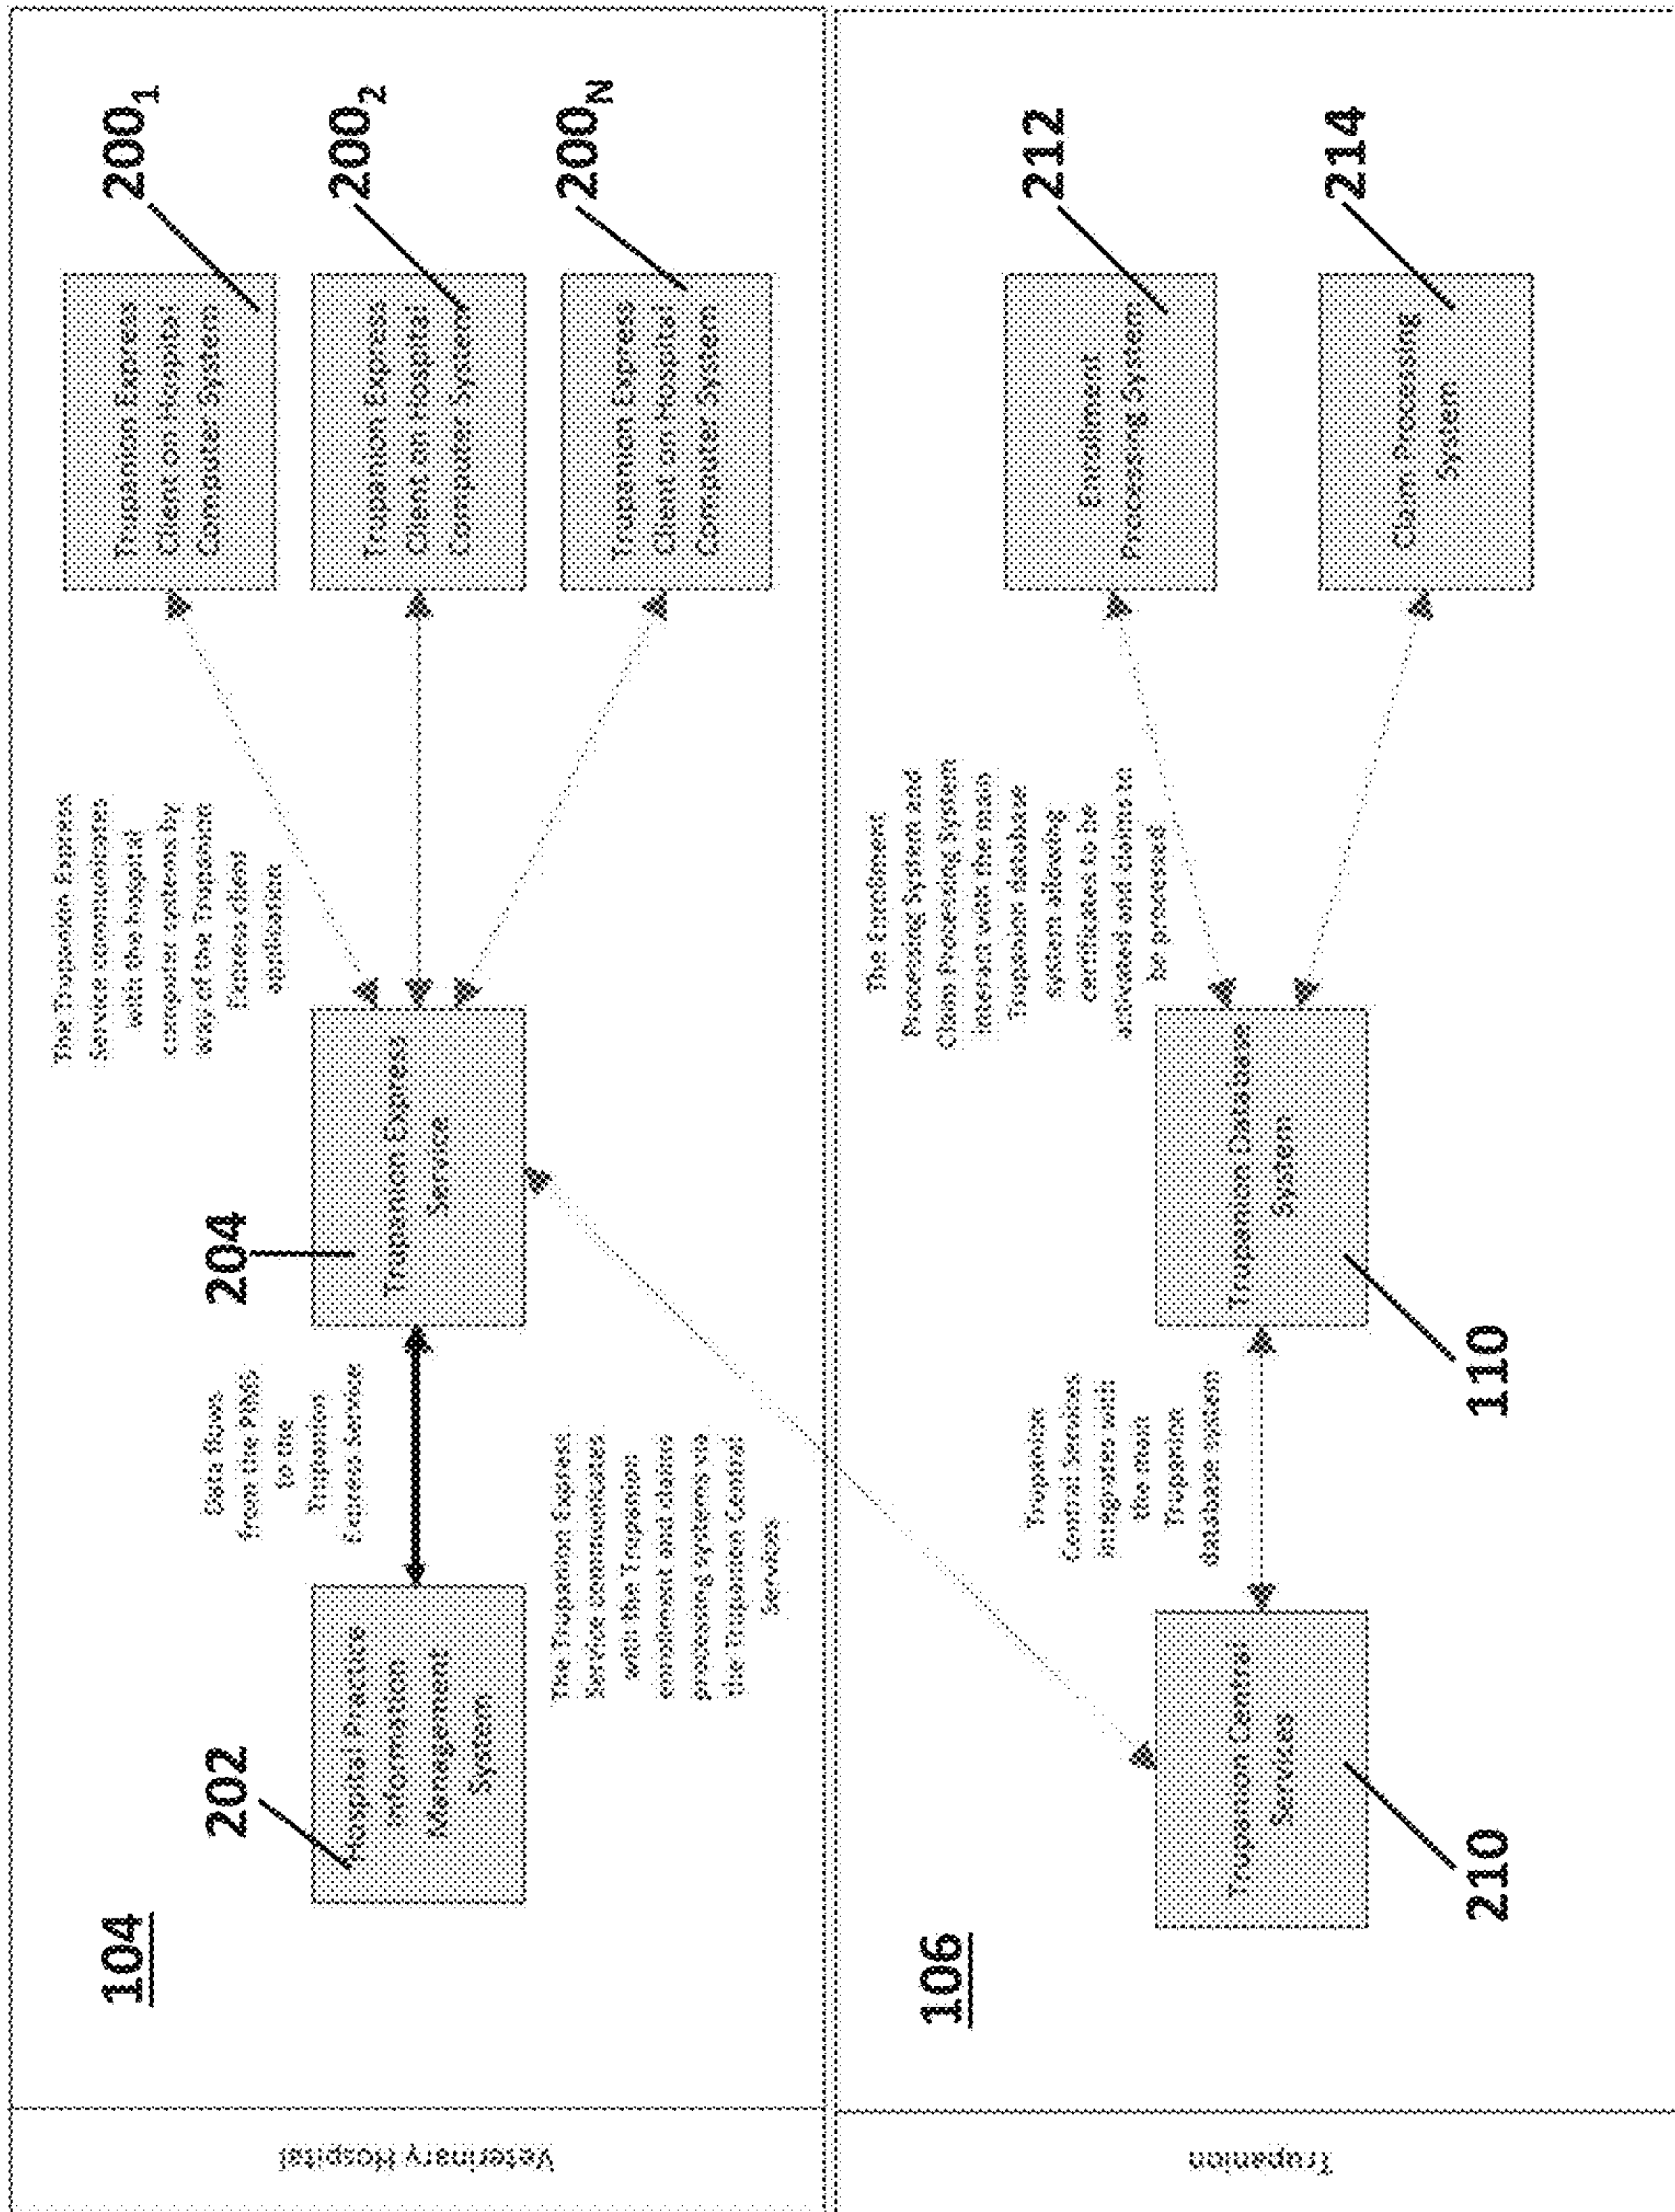 Veterinary Hospital
104
202
Hospital Practice
Information
Management
System
Data flows
from the PIMS
to the
Trupanion
Express Service
204
Trupanion Express
Service
The Trupanion Express
Service communicates
with the Trupanion
enrollment and claims
processing systems via
the Trupanion Central
Services
The Trupanion Express
Service communicates
with the hospital
computer systems by
way of the Trupanion
Express client
application
200₁
Trupanion Express
Client on Hospital
Computer System
200₂
Trupanion Express
Client on Hospital
Computer System
200N
Trupanion Express
Client on Hospital
Computer System
Trupanion
106
Trupanion Central
Services
210
Trupanion
Central Services
integrates with
the main
Trupanion
database system
Trupanion Database
System
110
The Enrollment
Processing System and
Claim Processing System
interact with the main
Trupanion database
system allowing
certificates to be
activated and claims to
be processed
212
Enrollment
Processing System
214
Claim Processing
System